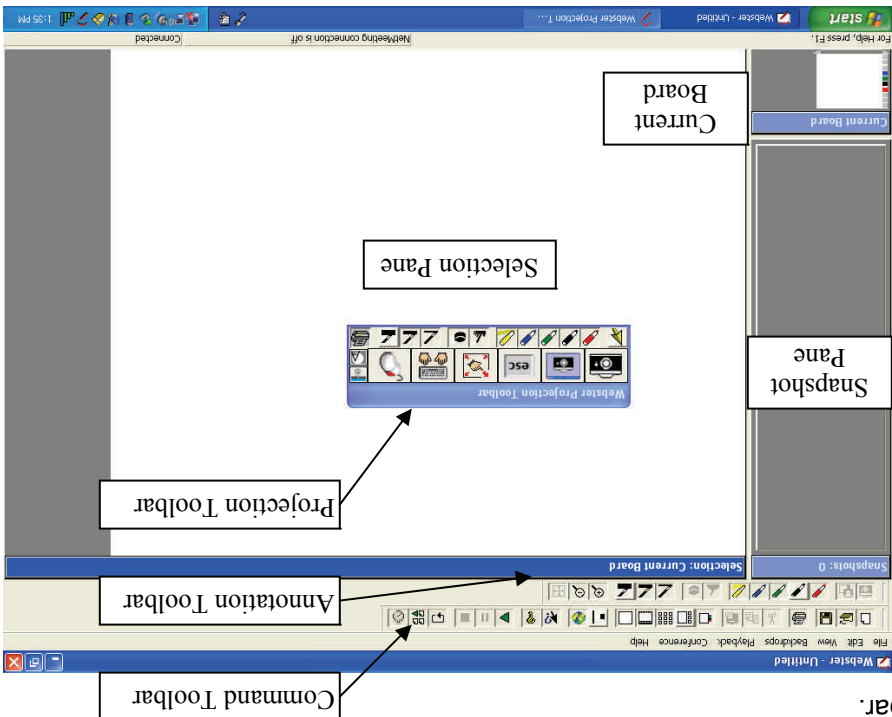 bar.
Command Toolbar
Webster - Untitled
File Edit View Backdrops Playback Conference Help
Annotation Toolbar
Snapshots: 0
Selection: Current Board
Projection Toolbar
Webster Projection Toolbar
esc
Snapshot
Pane
Selection Pane
Current
Board
Current Board
For Help, press F1.
NetMeeting connection is off
Connected
start
Webster - Untitled
Webster Projection T...
1:35 PM